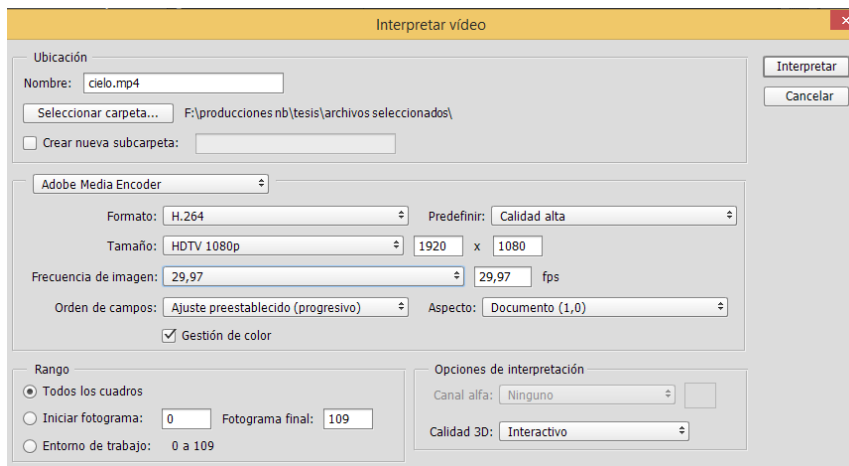 Interpretar vídeo
Ubicación
Nombre: cielo.mp4
Interpretar
Seleccionar carpeta... F:\producciones nb\tesis\archivos seleccionados\
Cancelar
Crear nueva subcarpeta:
Adobe Media Encoder
Formato: H.264 Predefinir: Calidad alta
Tamaño: HDTV 1080p 1920 x 1080
Frecuencia de imagen: 29,97 29,97 fps
Orden de campos: Ajuste preestablecido (progresivo) Aspecto: Documento (1,0)
Gestión de color
Rango
Todos los cuadros
Iniciar fotograma: 0 Fotograma final: 109
Entorno de trabajo: 0 a 109
Opciones de interpretación
Canal alfa: Ninguno
Calidad 3D: Interactivo